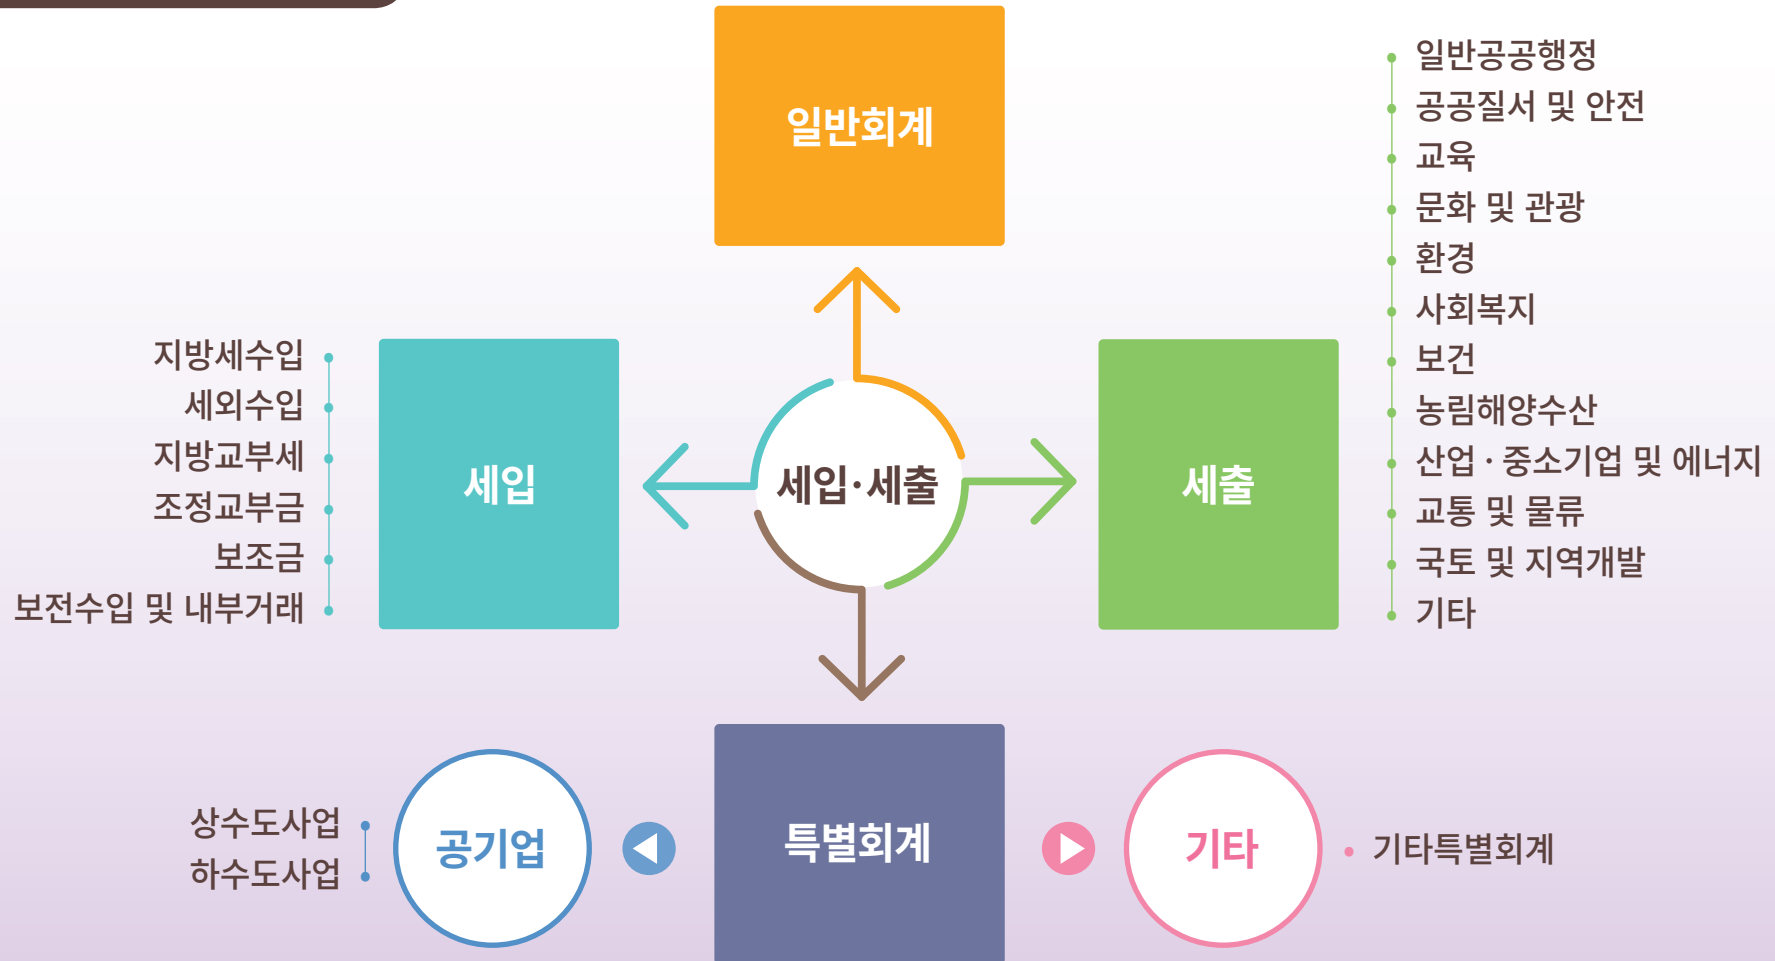 일반회계
일반공공행정
공공질서 및 안전
교육
문화 및 관광
환경
사회복지
보건
농림해양수산
산업 · 중소기업 및 에너지
교통 및 물류
국토 및 지역개발
기타
지방세수입
세외수입
지방교부세
조정교부금
보조금
보전수입 및 내부거래
세입
세입·세출
세출
상수도사업
하수도사업
공기업
특별회계
기타
기타특별회계